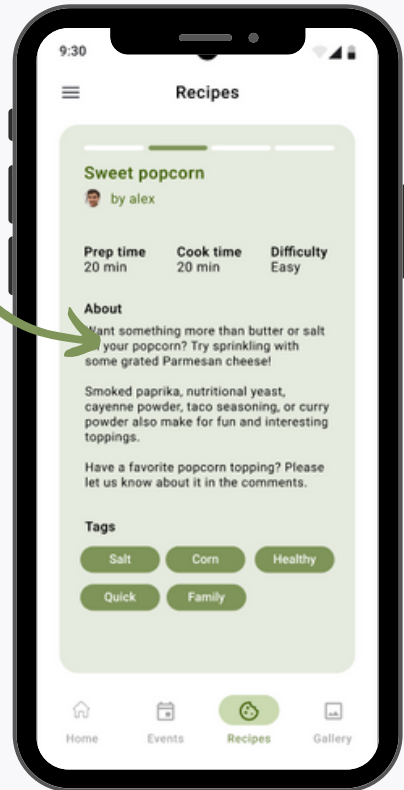 9:30
Recipes
Sweet popcorn
by alex
Prep time Cook time Difficulty
20 min 20 min Easy
About
Want something more than butter or salt
your popcorn? Try sprinkling with
some grated Parmesan cheese!
Smoked paprika, nutritional yeast,
cayenne powder, taco seasoning, or curry
powder also make for fun and interesting
toppings.
Have a favorite popcorn topping? Please
let us know about it in the comments.
Tags
Salt Corn Healthy
Quick Family
Home Events Recipes Gallery